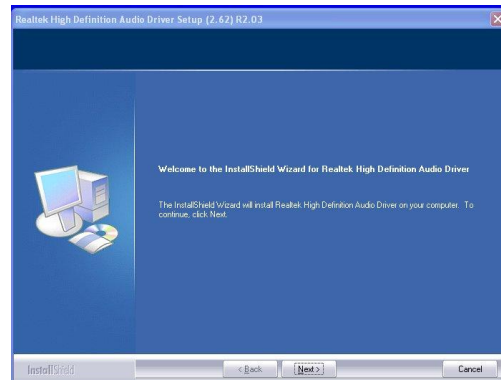 Realtek High Definition Audio Driver Setup (2.62) R2.03
Welcome to the InstallShield Wizard for Realtek High Definition Audio Driver
The InstallShield Wizard will install Realtek High Definition Audio Driver on your computer. To
continue, click Next.
InstallShield
< Back
Next >
Cancel